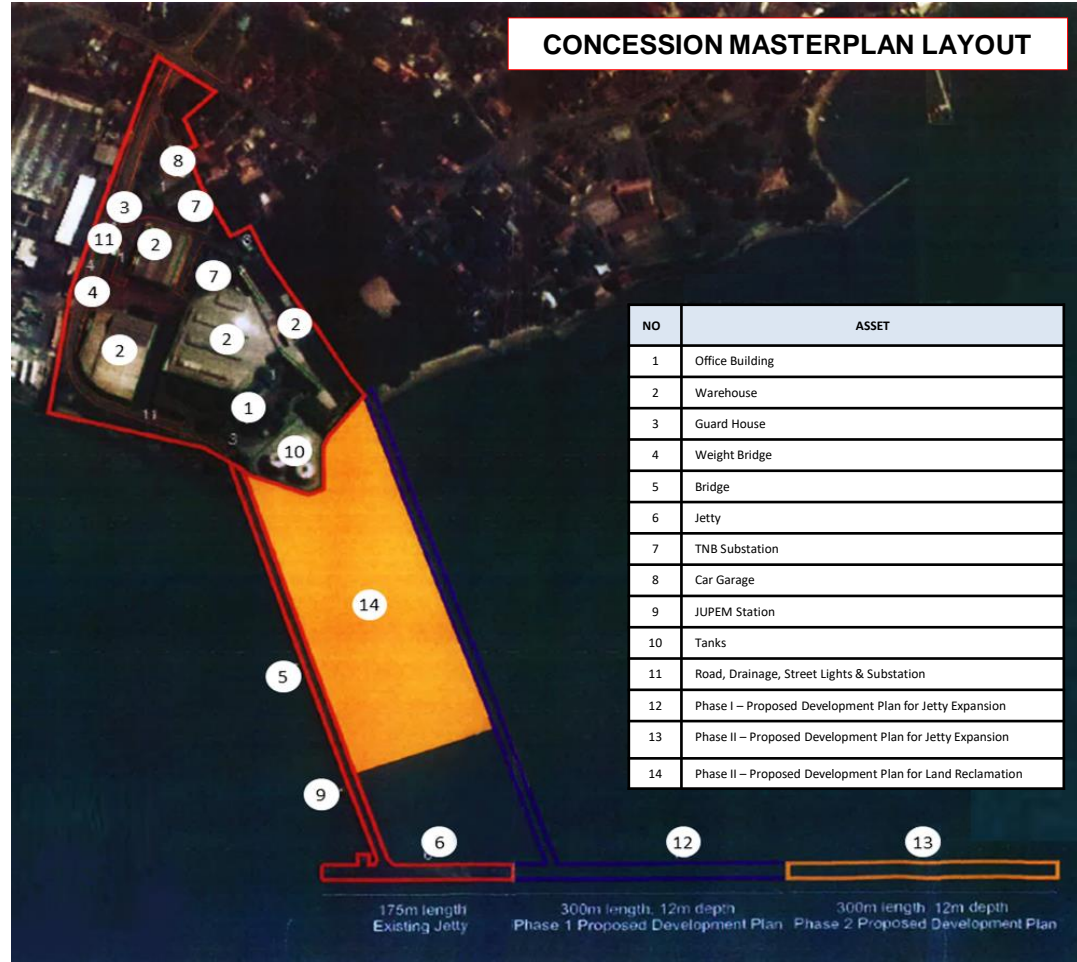 CONCESSION MASTERPLAN LAYOUT
8
3
7
11
2
6
4
7
4
2
2
2
1
1
11
3
10
14
5
9
6
12
13
175m length
Existing Jetty
300m length, 12m depth
Phase 1 Proposed Development Plan
300m length 12m depth
Phase 2 Proposed Development Plan
NO ASSET
1 Office Building
2 Warehouse
3 Guard House
4 Weight Bridge
5 Bridge
6 Jetty
7 TNB Substation
8 Car Garage
9 JUPEM Station
10 Tanks
11 Road, Drainage, Street Lights & Substation
12 Phase I – Proposed Development Plan for Jetty Expansion
13 Phase II – Proposed Development Plan for Jetty Expansion
14 Phase II – Proposed Development Plan for Land Reclamation